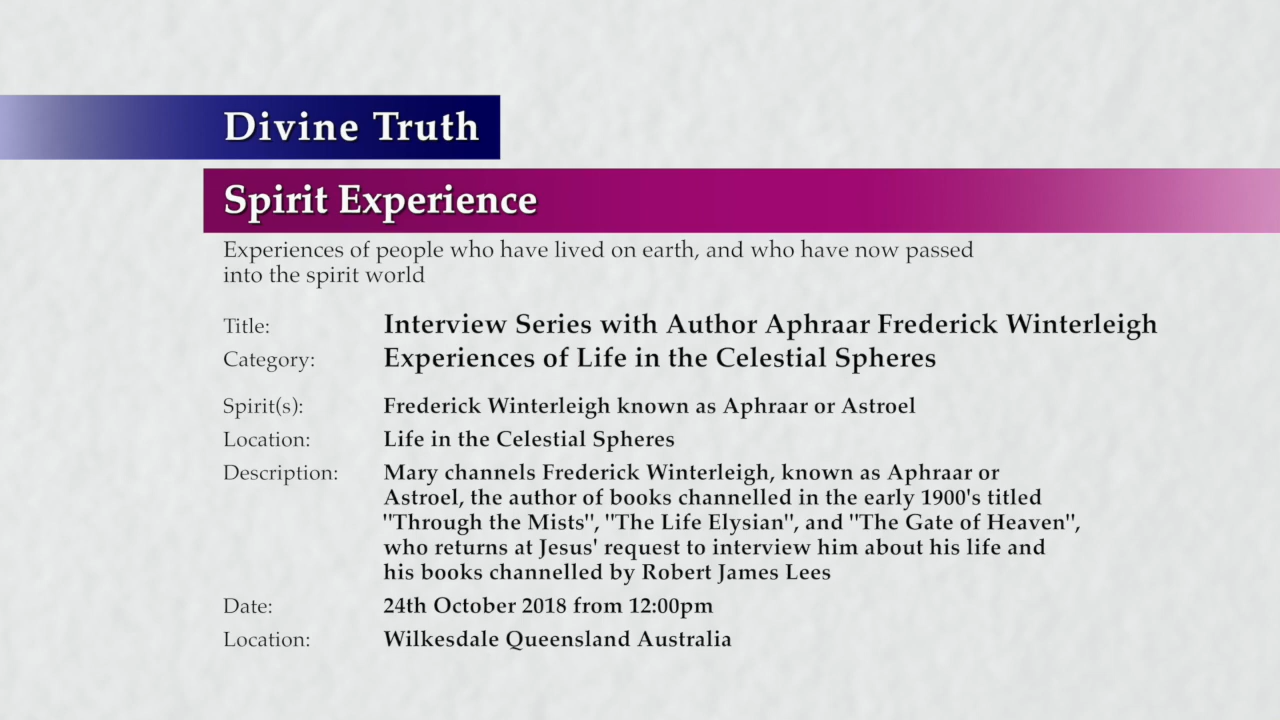 Divine Truth
Spirit Experience
Experiences of people who have lived on earth, and who have now passed
into the spirit world
Title: Interview Series with Author Aphraar Frederick Winterleigh
Category: Experiences of Life in the Celestial Spheres
Spirit(s): Frederick Winterleigh known as Aphraar or Astroel
Location: Life in the Celestial Spheres
Description: Mary channels Frederick Winterleigh, known as Aphraar or
Astroel, the author of books channelled in the early 1900's titled
"Through the Mists", "The Life Elysian", and "The Gate of Heaven",
who returns at Jesus' request to interview him about his life and
his books channelled by Robert James Lees
Date: 24th October 2018 from 12:00pm
Location: Wilkesdale Queensland Australia